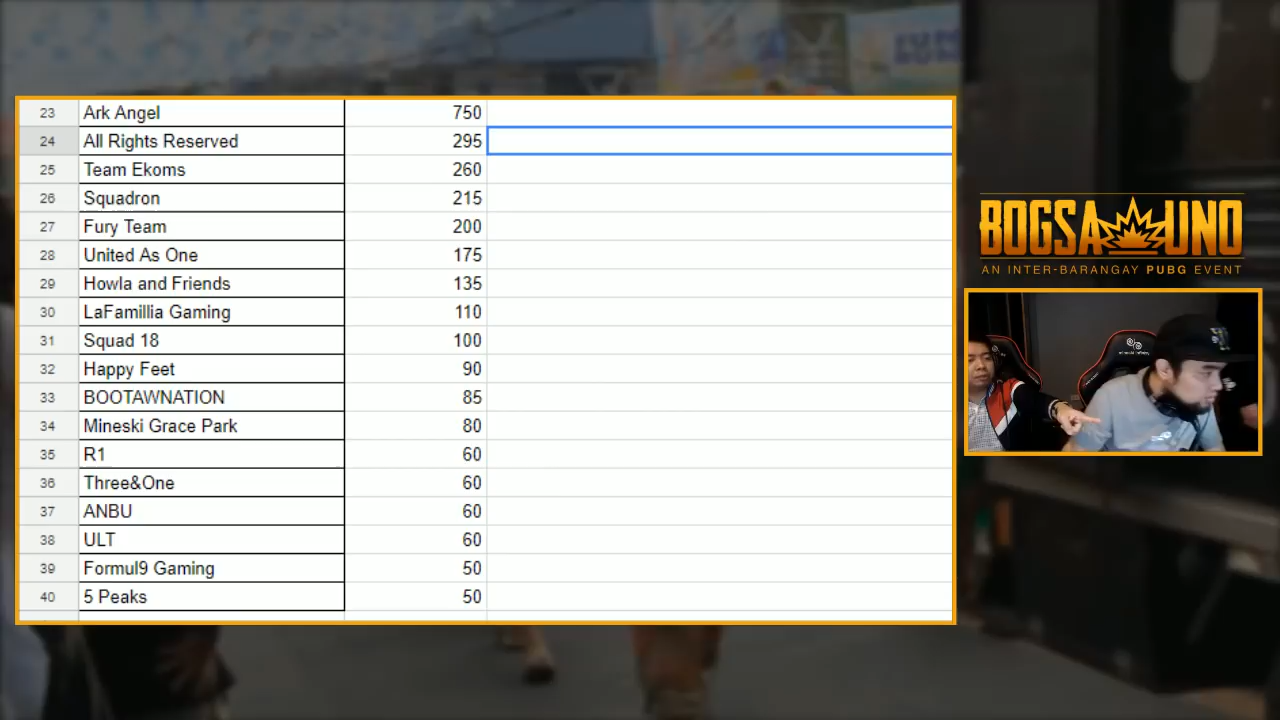 23 Ark Angel 750
24 All Rights Reserved 295
25 Team Ekoms 260
26 Squadron 215
27 Fury Team 200
28 United As One 175
29 Howla and Friends 135
30 LaFamillia Gaming 110
31 Squad 18 100
32 Happy Feet 90
33 BOOTAWNATION 85
34 Mineski Grace Park 80
35 R1 60
36 Three&One 60
37 ANBU 60
38 ULT 60
39 Formul9 Gaming 50
40 5 Peaks 50
BOGSA UNO
AN INTER-BARANGAY PUBG EVENT